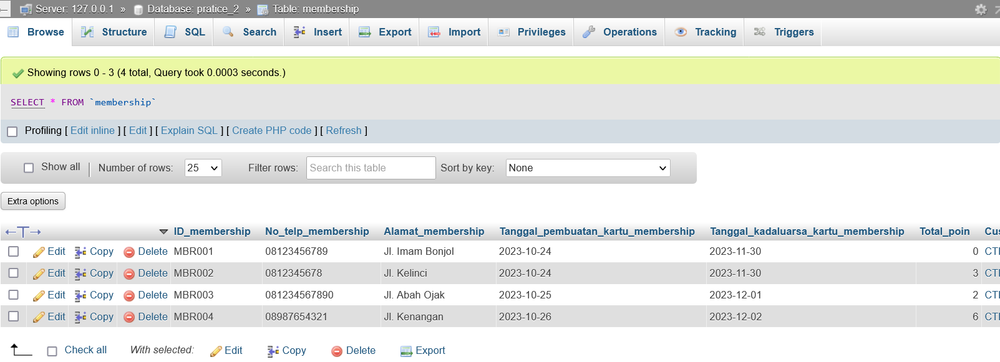 Server: 127.0.0.1 » Database: pratice_2 » Table: membership
Browse Structure SQL Search Insert Export Import Privileges Operations Tracking Triggers
Showing rows 0 - 3 (4 total, Query took 0.0003 seconds.)
SELECT * FROM `membership`
Profiling [ Edit inline ] [ Edit ] [ Explain SQL ] [ Create PHP code ] [ Refresh ]
Show all Number of rows: 25 Filter rows: Search this table Sort by key: None
Extra options
ID_membership No_telp_membership Alamat_membership Tanggal_pembuatan_kartu_membership Tanggal_kadaluarsa_kartu_membership Total_poin Cus
Edit Copy Delete MBR001 08123456789 Jl. Imam Bonjol 2023-10-24 2023-11-30 0 CT
Edit Copy Delete MBR002 0812345678 Jl. Kelinci 2023-10-24 2023-11-30 3 CT
Edit Copy Delete MBR003 081234567890 Jl. Abah Ojak 2023-10-25 2023-12-01 2 CT
Edit Copy Delete MBR004 08987654321 Jl. Kenangan 2023-10-26 2023-12-02 6 CT
Check all With selected: Edit Copy Delete Export